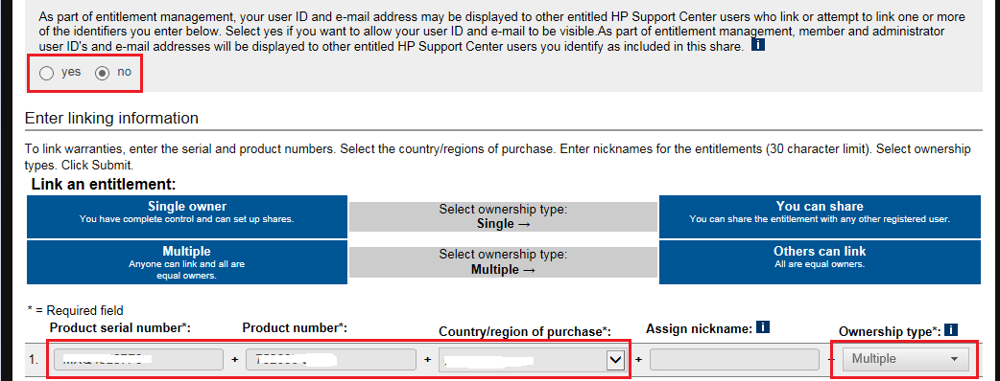 As part of entitlement management, your user ID and e-mail address may be displayed to other entitled HP Support Center users who link or attempt to link one or more
of the identifiers you enter below. Select yes if you want to allow your user ID and e-mail to be visible.As part of entitlement management, member and administrator
user ID's and e-mail addresses will be displayed to other entitled HP Support Center users you identify as included in this share. i
yes no
Enter linking information
To link warranties, enter the serial and product numbers. Select the country/regions of purchase. Enter nicknames for the entitlements (30 character limit). Select ownership
types. Click Submit.
Link an entitlement:
Single owner
You have complete control and can set up shares.
Select ownership type:
Single →
You can share
You can share the entitlement with any other registered user.
Multiple
Anyone can link and all are
equal owners.
Select ownership type:
Multiple →
Others can link
All are equal owners.
* = Required field
Product serial number*: Product number*: Country/region of purchase*: Assign nickname: i Ownership type*: i
1. + + + + Multiple